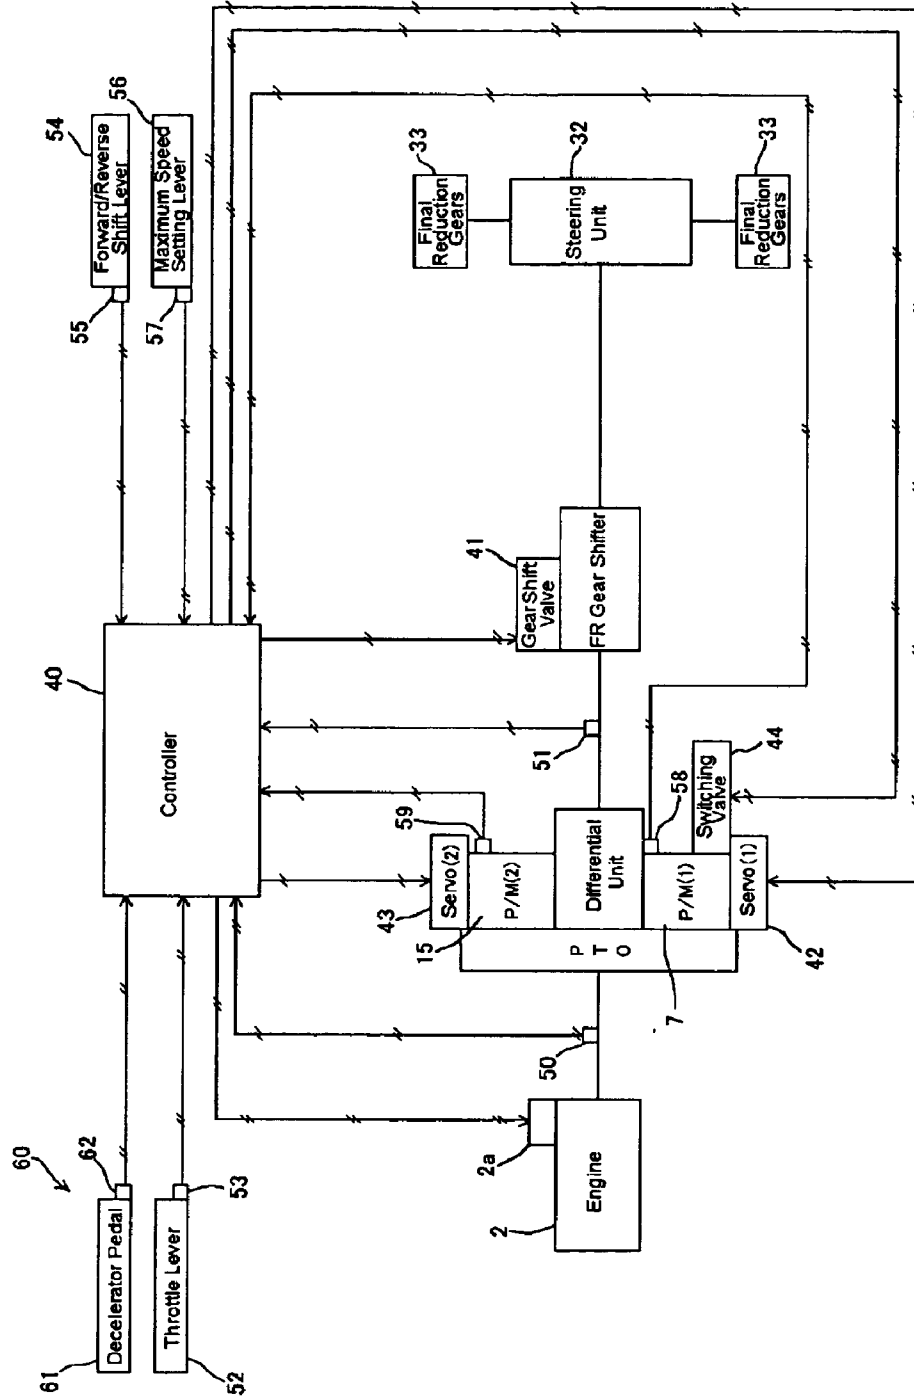 60
61
Decelerator Pedal
62
52
Throttle Lever
53
40
Controller
54
Forward/Reverse
Shift Lever
55
56
Maximum Speed
Setting Lever
57
2
Engine
2a
50
P
T
O
43
Servo(2)
15
P/M(2)
59
Differential
Unit
7
P/M(1)
58
42
Servo(1)
Switching
Valve
44
51
41
Gear Shift
Valve
FR Gear Shifter
33
Final
Reduction
Gears
32
Steering
Unit
33
Final
Reduction
Gears